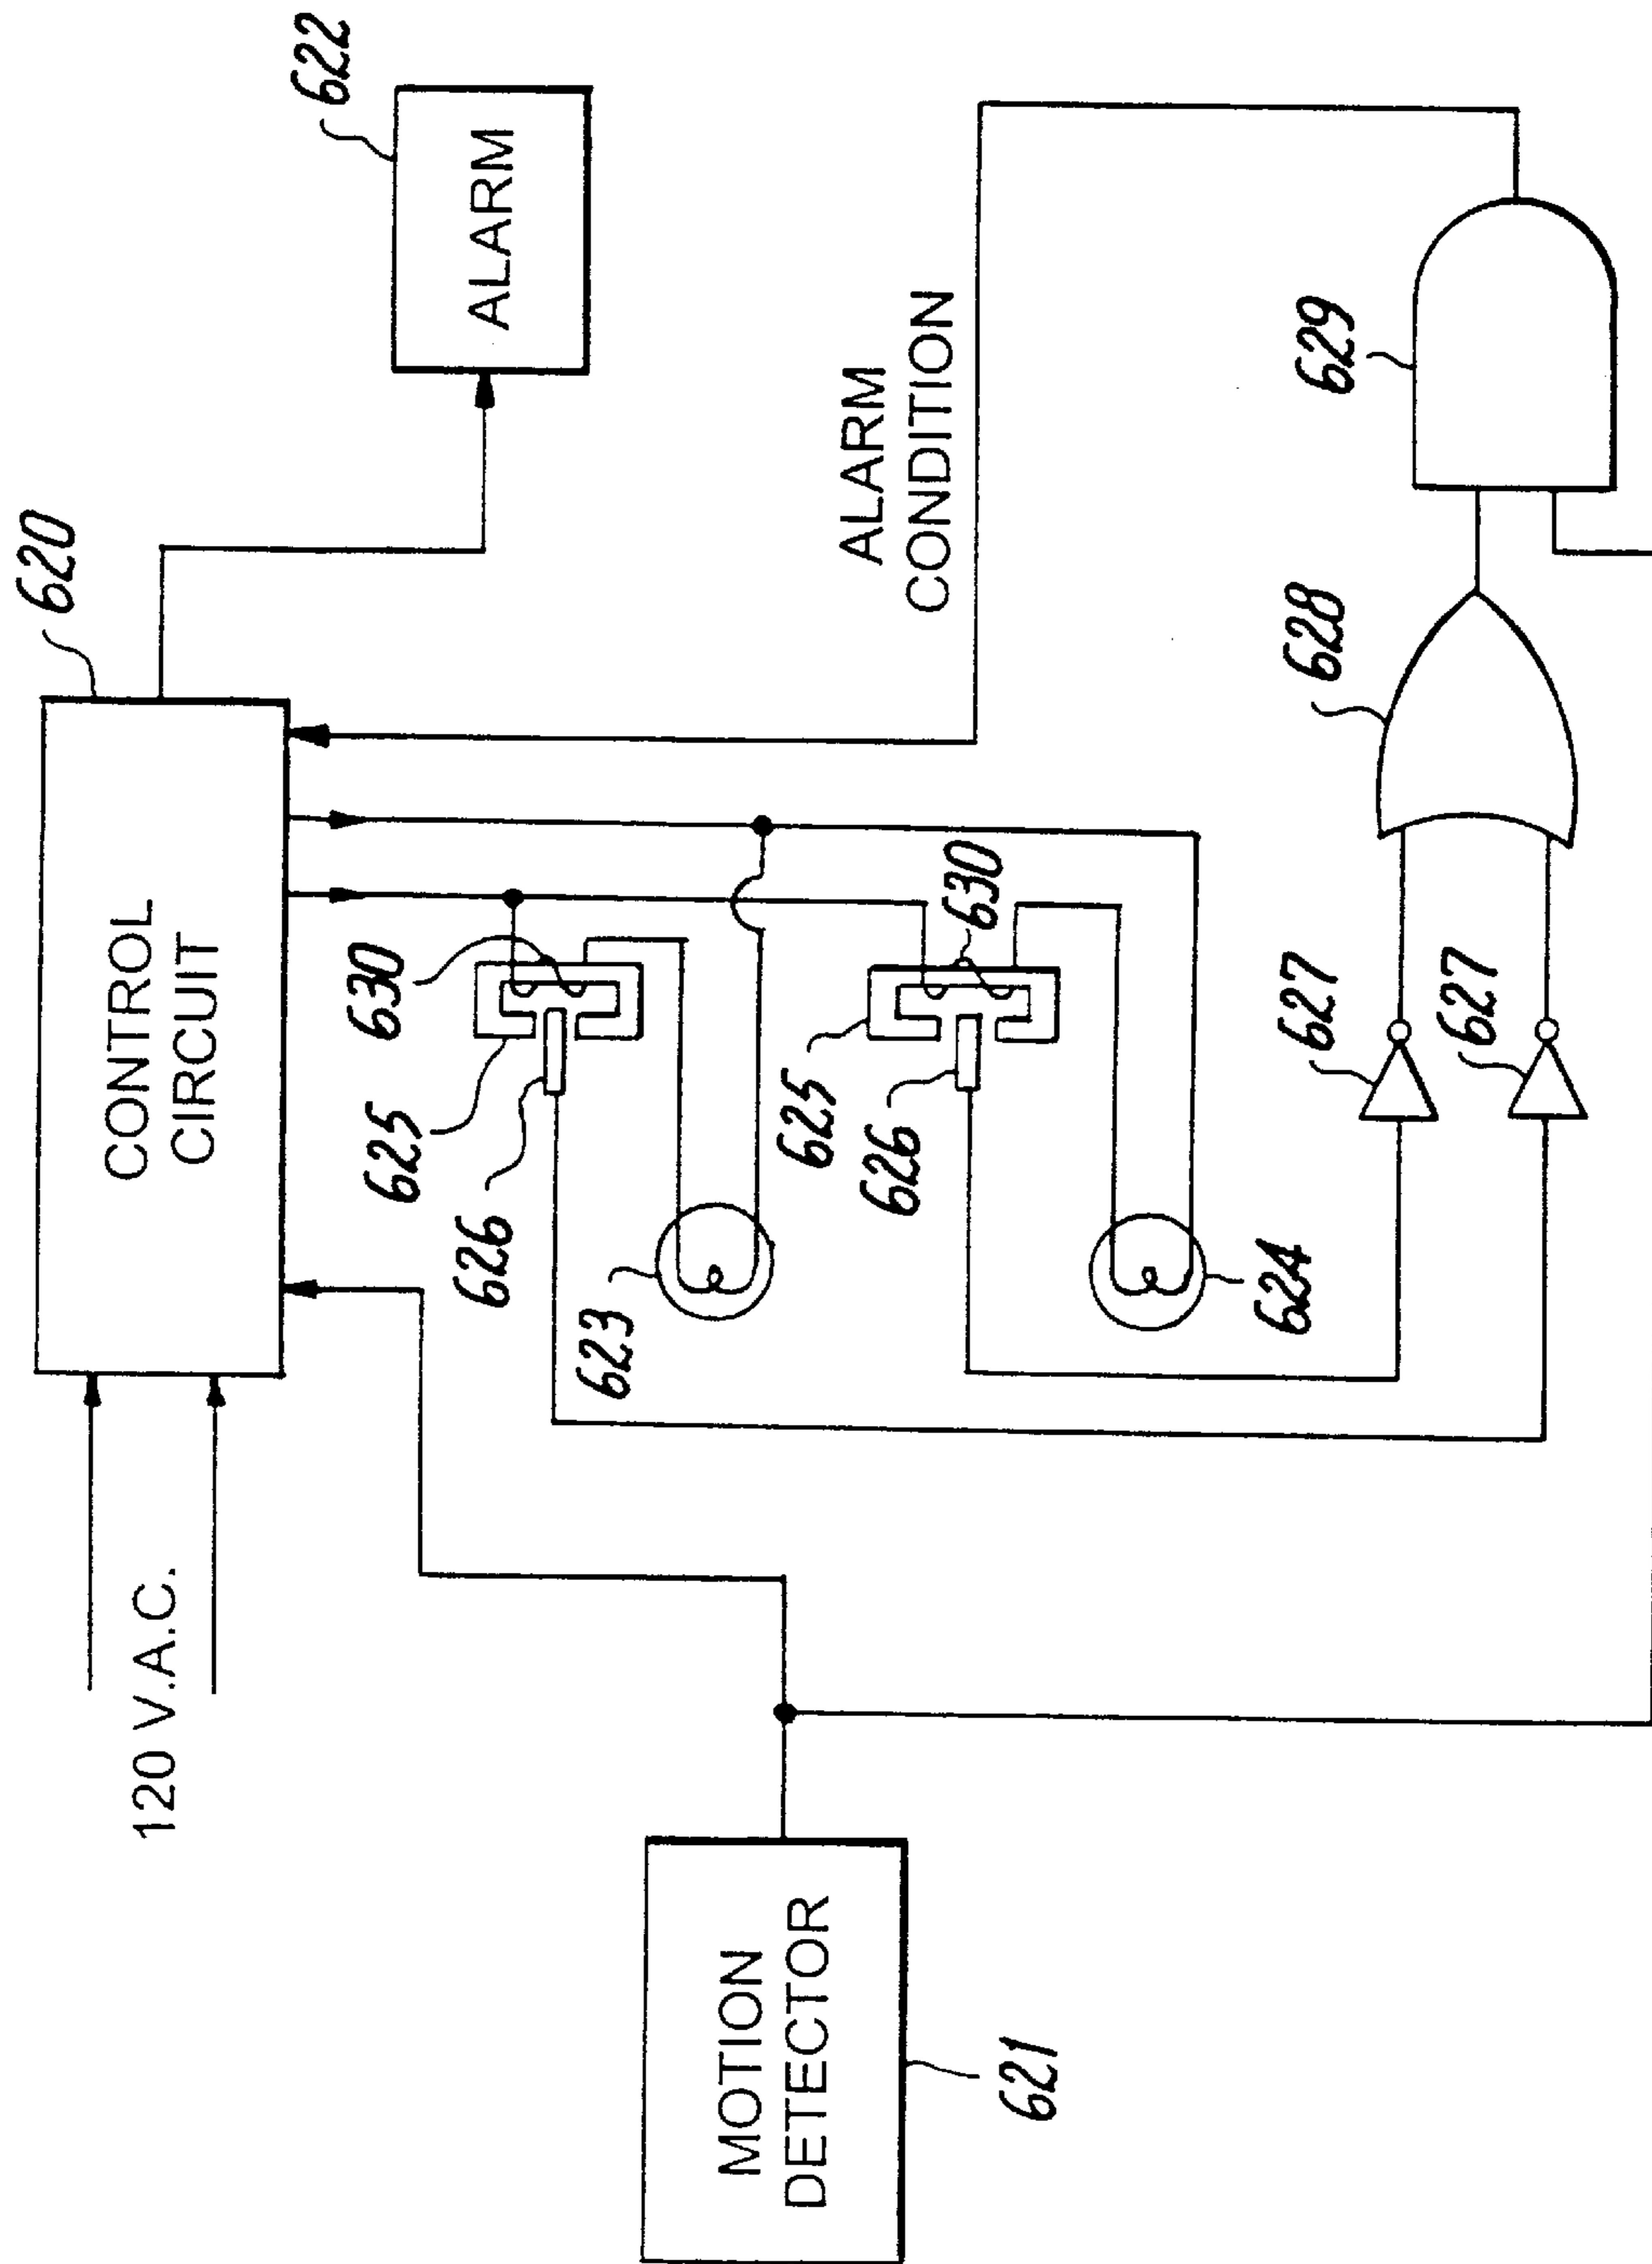 120 V.A.C.
CONTROL
CIRCUIT
620
ALARM
622
MOTION
DETECTOR
621
625
630
626
623
625
630
626
624
ALARM
CONDITION
627
627
628
629